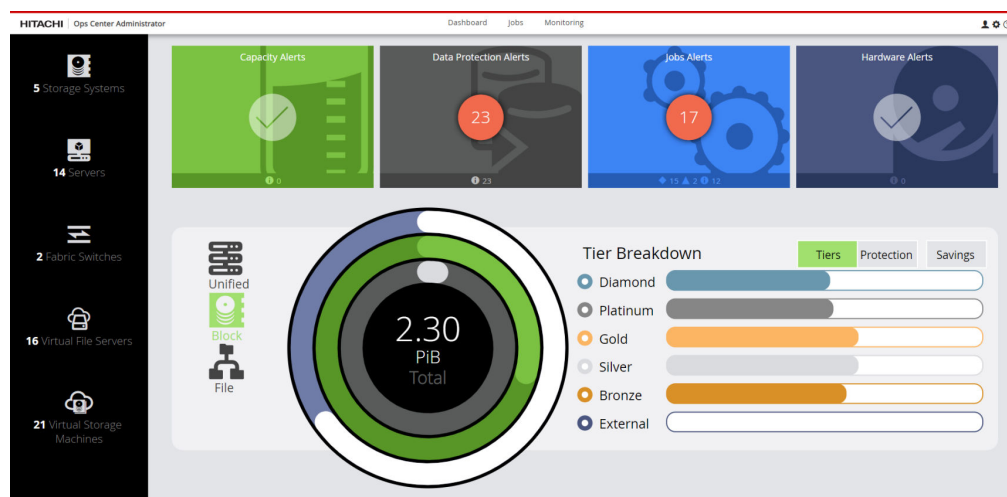 HITACHI Ops Center Administrator
Dashboard Jobs Monitoring
5 Storage Systems
14 Servers
2 Fabric Switches
16 Virtual File Servers
21 Virtual Storage
Machines
Capacity Alerts
0
Data Protection Alerts
23
23
Jobs Alerts
17
15 2 12
Hardware Alerts
0
Unified
Block
File
2.30
PiB
Total
Tier Breakdown
Tiers Protection Savings
Diamond
Platinum
Gold
Silver
Bronze
External